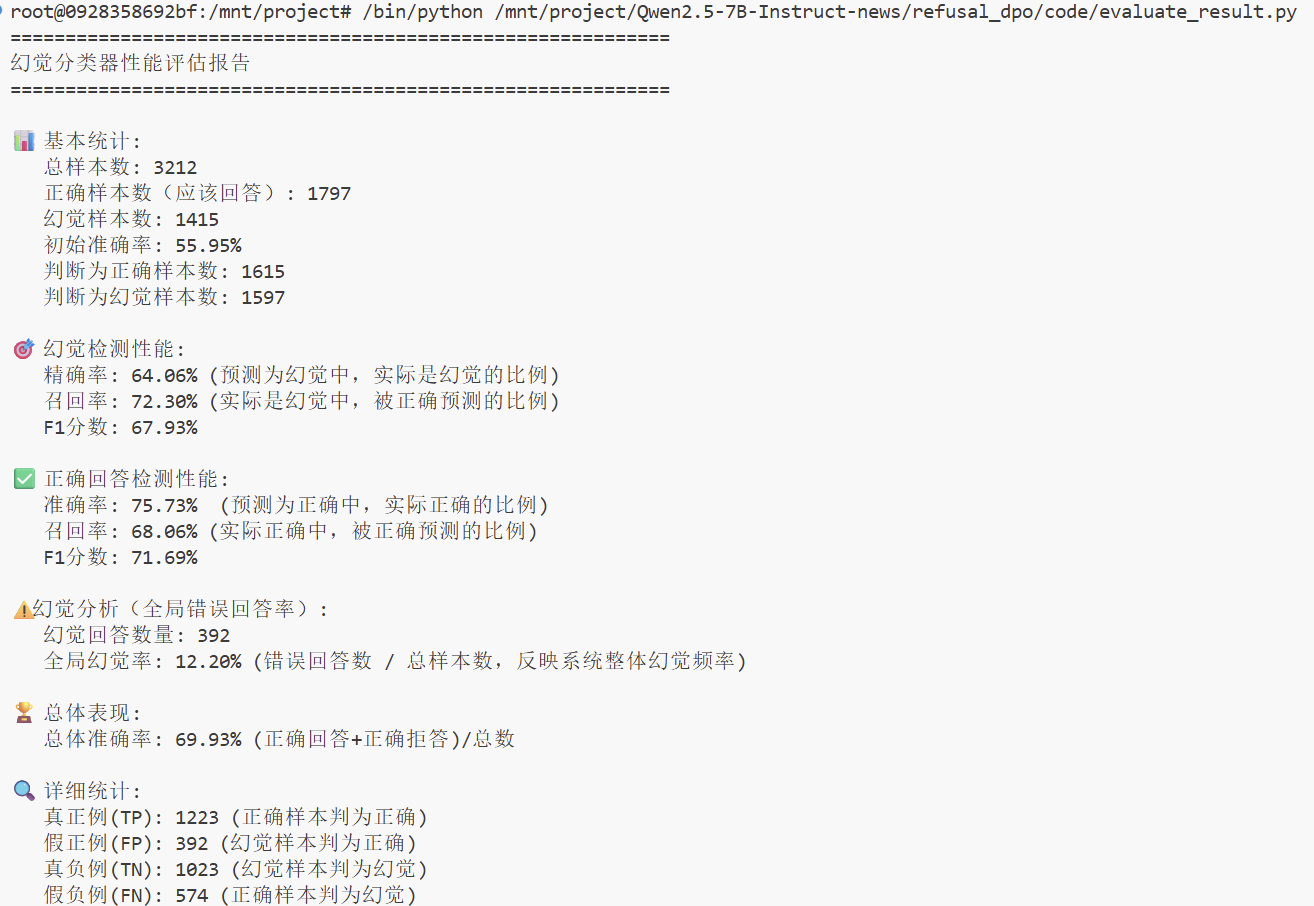 root@0928358692bf:/mnt/project# /bin/python /mnt/project/Qwen2.5-7B-Instruct-news/refusal_dpo/code/evaluate_result.py
============================================================
幻觉分类器性能评估报告
============================================================
📊 基本统计:
总样本数: 3212
正确样本数（应该回答）: 1797
幻觉样本数: 1415
初始准确率: 55.95%
判断为正确样本数: 1615
判断为幻觉样本数: 1597
🎯 幻觉检测性能:
精确率: 64.06% (预测为幻觉中，实际是幻觉的比例)
召回率: 72.30% (实际是幻觉中，被正确预测的比例)
F1分数: 67.93%
✅ 正确回答检测性能:
准确率: 75.73%  (预测为正确中，实际正确的比例)
召回率: 68.06% (实际正确中，被正确预测的比例)
F1分数: 71.69%
⚠️幻觉分析（全局错误回答率）:
幻觉回答数量: 392
全局幻觉率: 12.20% (错误回答数 / 总样本数，反映系统整体幻觉频率)
🏆 总体表现:
总体准确率: 69.93% (正确回答+正确拒答)/总数
🔍 详细统计:
真正例(TP): 1223 (正确样本判为正确)
假正例(FP): 392 (幻觉样本判为正确)
真负例(TN): 1023 (幻觉样本判为幻觉)
假负例(FN): 574 (正确样本判为幻觉)